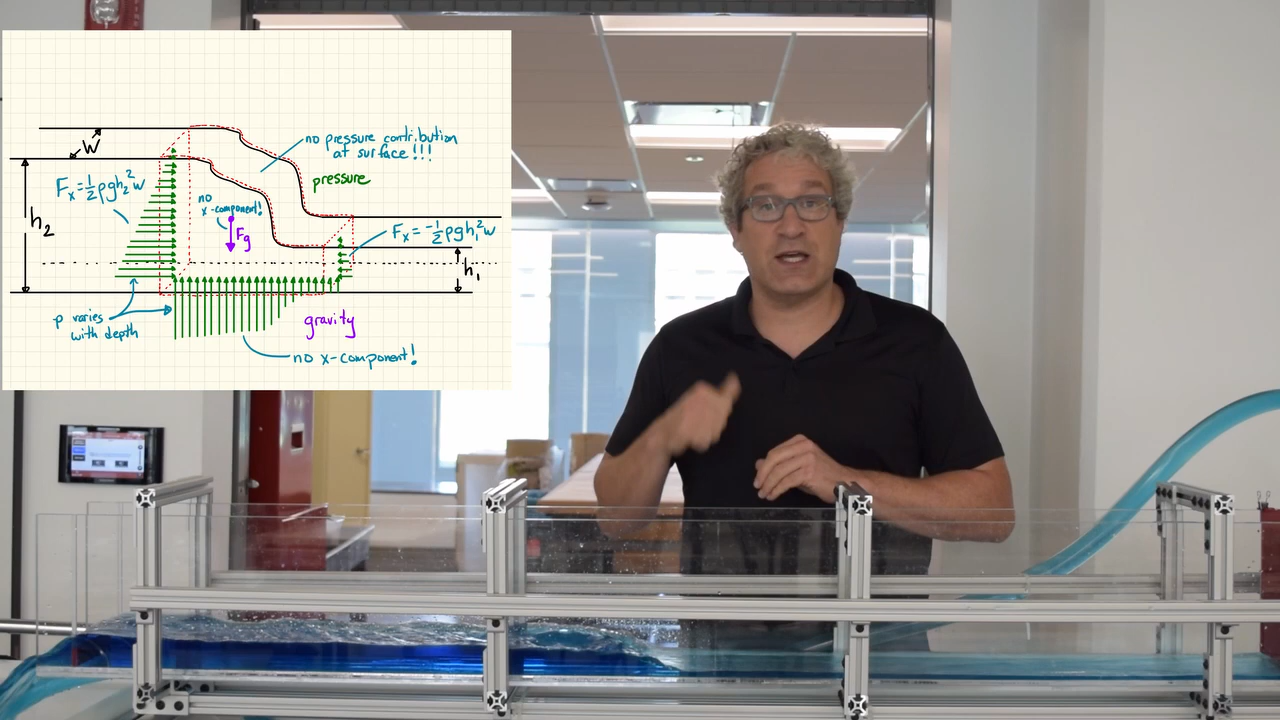 W
no pressure contribution
at surface!!!
pressure
Fx=½ρgh₂²w
no
x-component!
Fg
Fx=-½ρgh₁²w
h₂
h₁
p varies
with depth
gravity
no x-component!